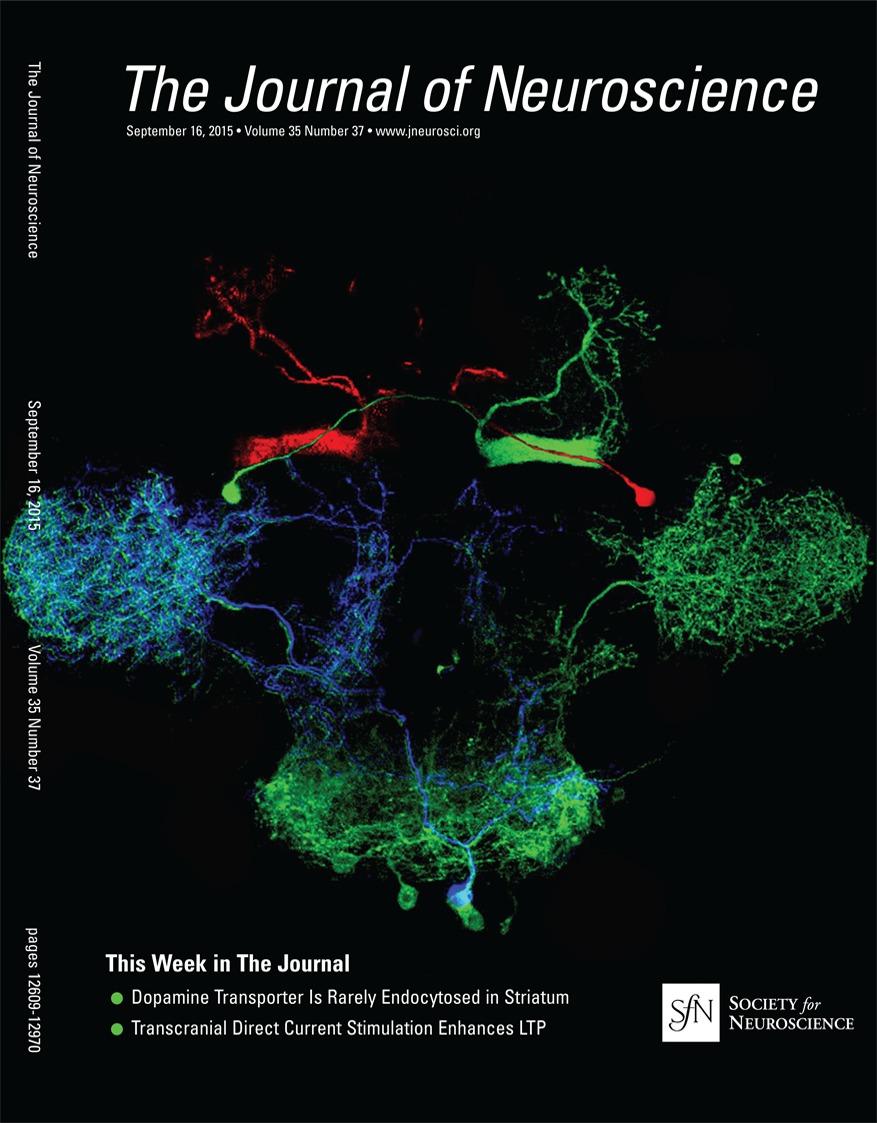 The Journal of Neuroscience
September 16, 2015 • Volume 35 Number 37 • www.jneurosci.org
The Journal of Neuroscience
September 16, 2015
Volume 35 Number 37
pages 12609-12970
This Week in The Journal
● Dopamine Transporter Is Rarely Endocytosed in Striatum
● Transcranial Direct Current Stimulation Enhances LTP
SfN
SOCIETY for
NEUROSCIENCE